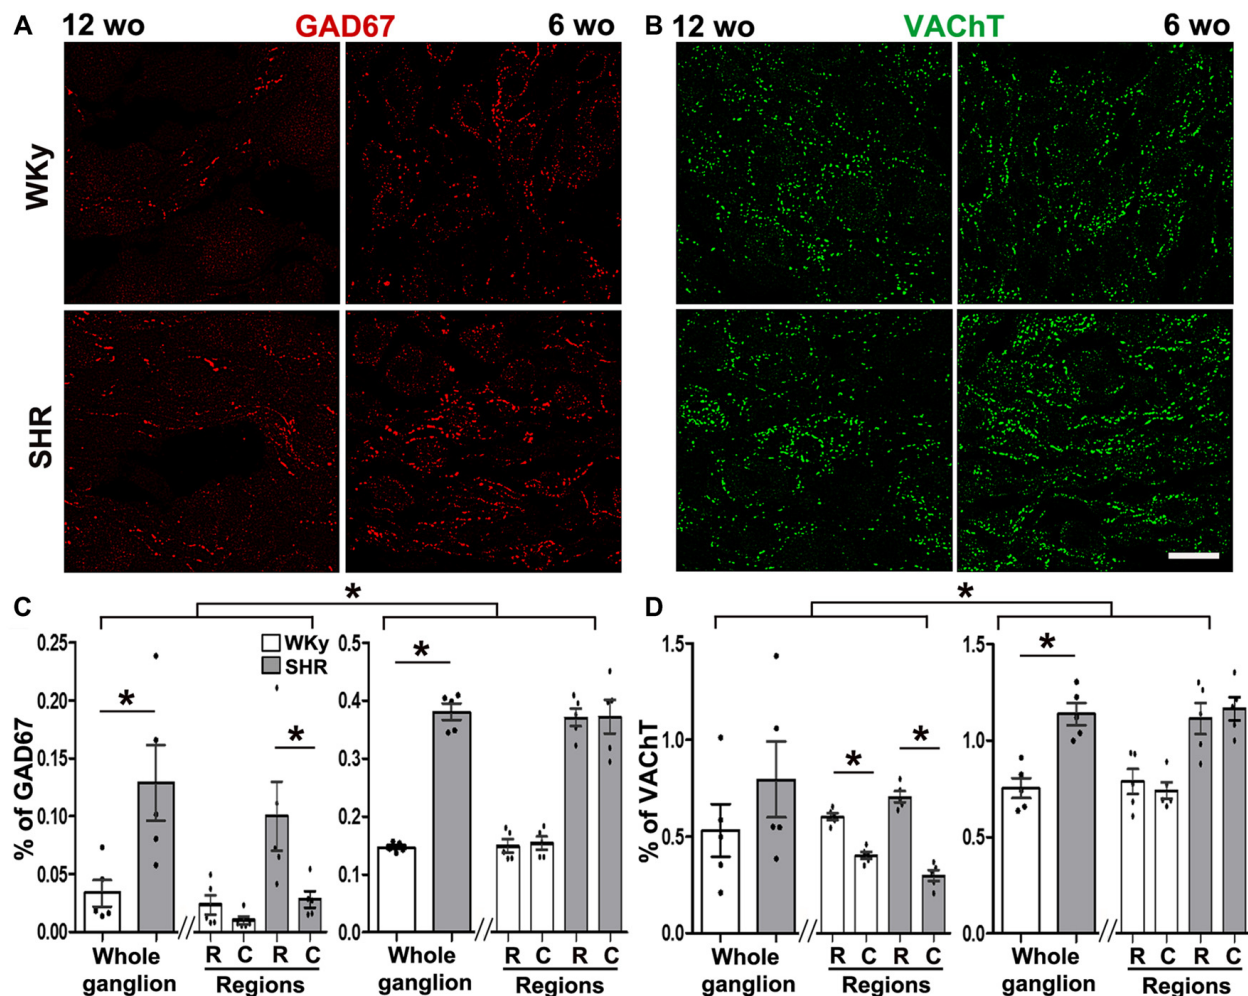 A 12 wo GAD67 6 wo
B 12 wo VAChT 6 wo
WKy
SHR
C
*
% of GAD67
0.25
0.20
0.15
0.10
0.05
0.00
WKy
SHR
*
*
Whole ganglion
//
R C R C
Regions
0.5
0.4
0.3
0.2
0.1
0.0
*
Whole ganglion
//
R C R C
Regions
D
*
% of VAChT
1.5
1.0
0.5
0.0
*
*
Whole ganglion
//
R C R C
Regions
1.5
1.0
0.5
0.0
*
Whole ganglion
//
R C R C
Regions